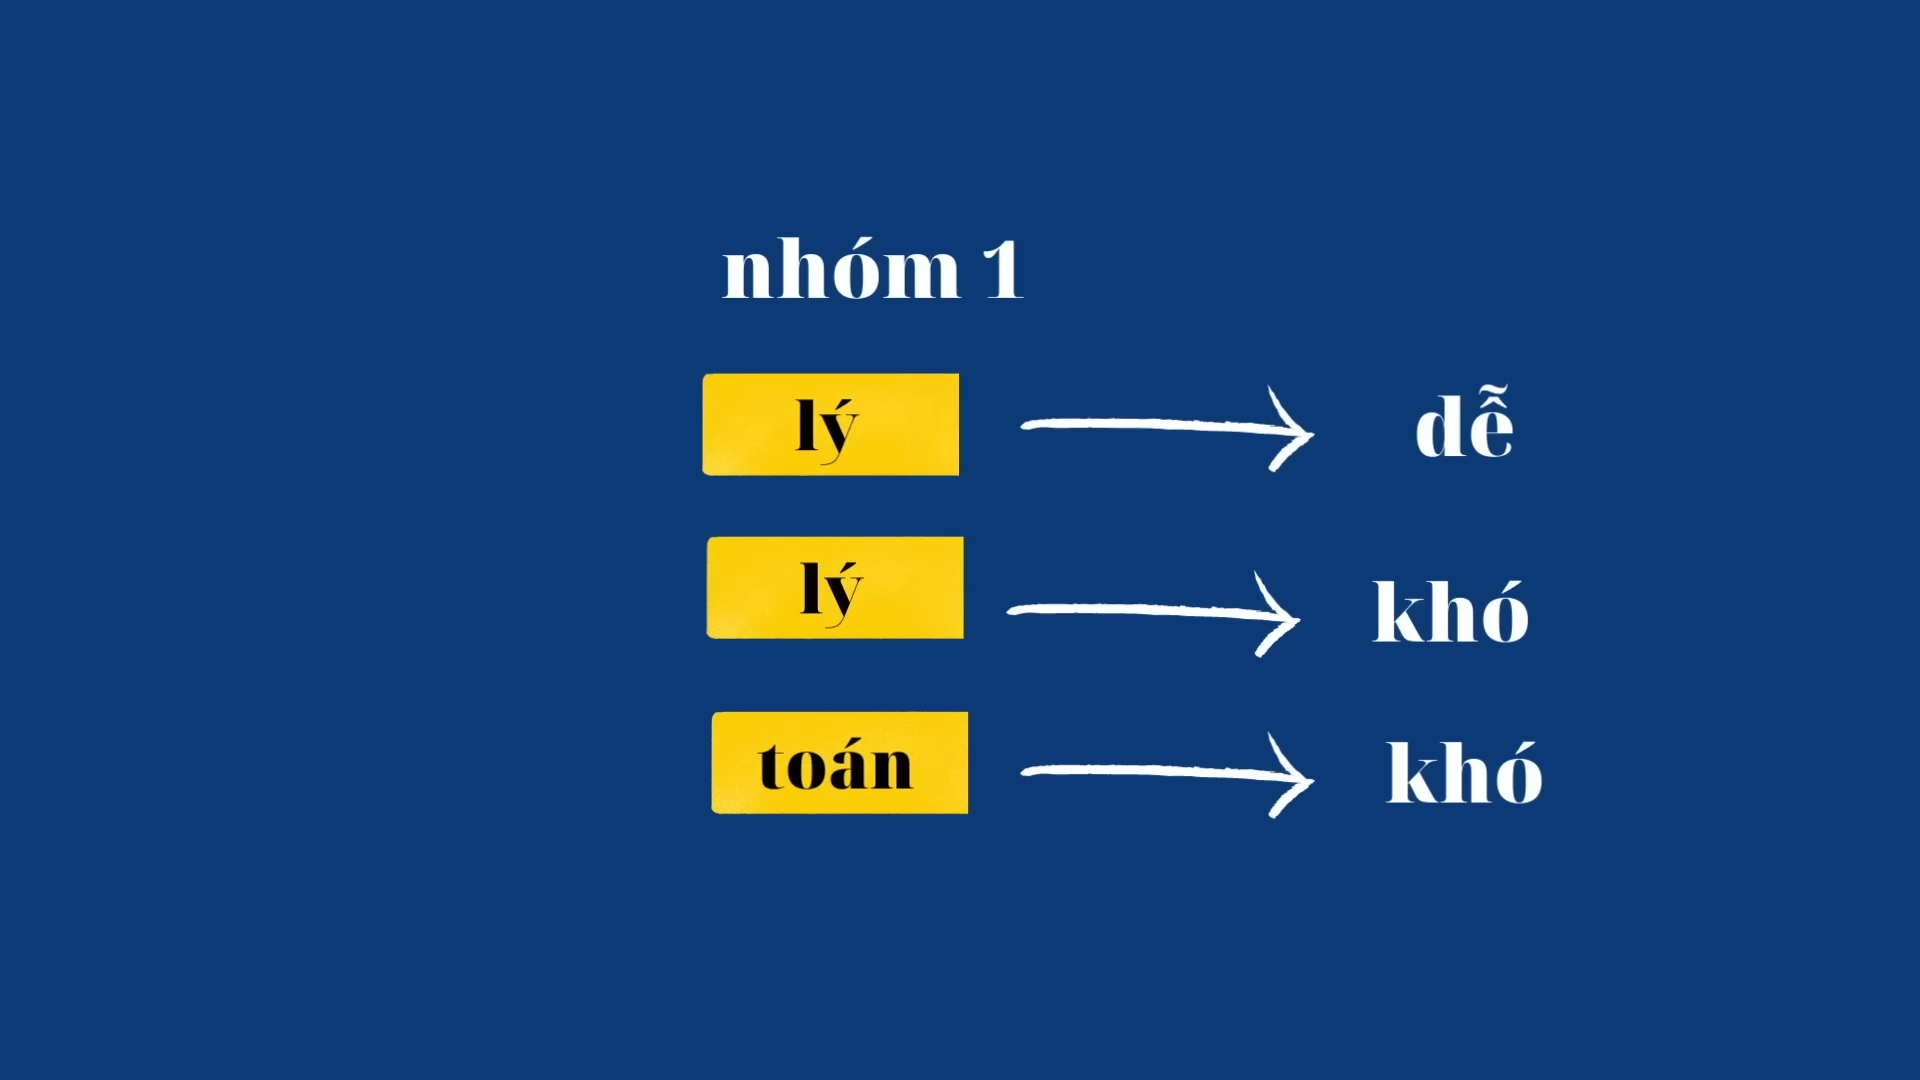 nhóm 1
lý dễ
lý khó
toán khó